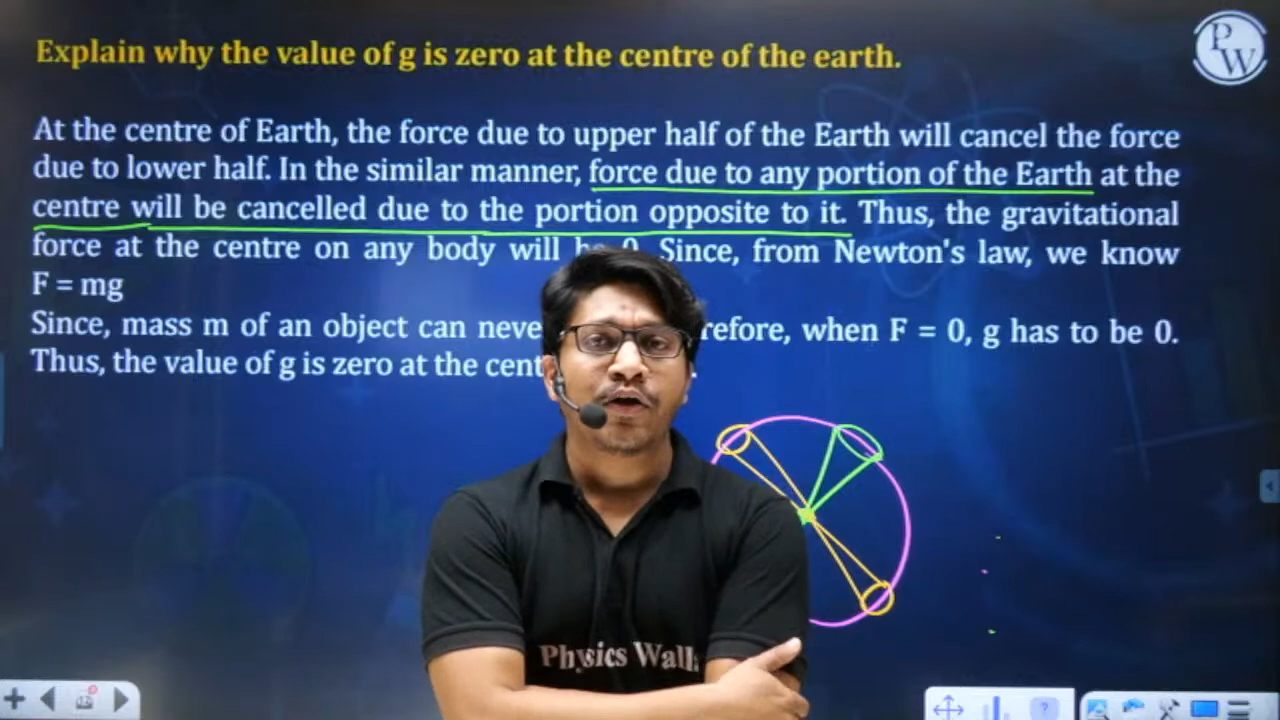 Explain why the value of g is zero at the centre of the earth.
PW
At the centre of Earth, the force due to upper half of the Earth will cancel the force
due to lower half. In the similar manner, force due to any portion of the Earth at the
centre will be cancelled due to the portion opposite to it. Thus, the gravitational
force at the centre on any body will be 0. Since, from Newton's law, we know
F = mg
Since, mass m of an object can when F = 0, g has to be 0.
Thus, the value of g is zero at the
Physics